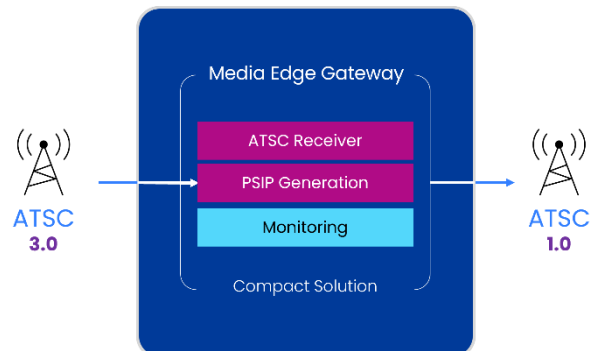 Media Edge Gateway
ATSC Receiver
PSIP Generation
Monitoring
Compact Solution
ATSC
3.0
ATSC
1.0